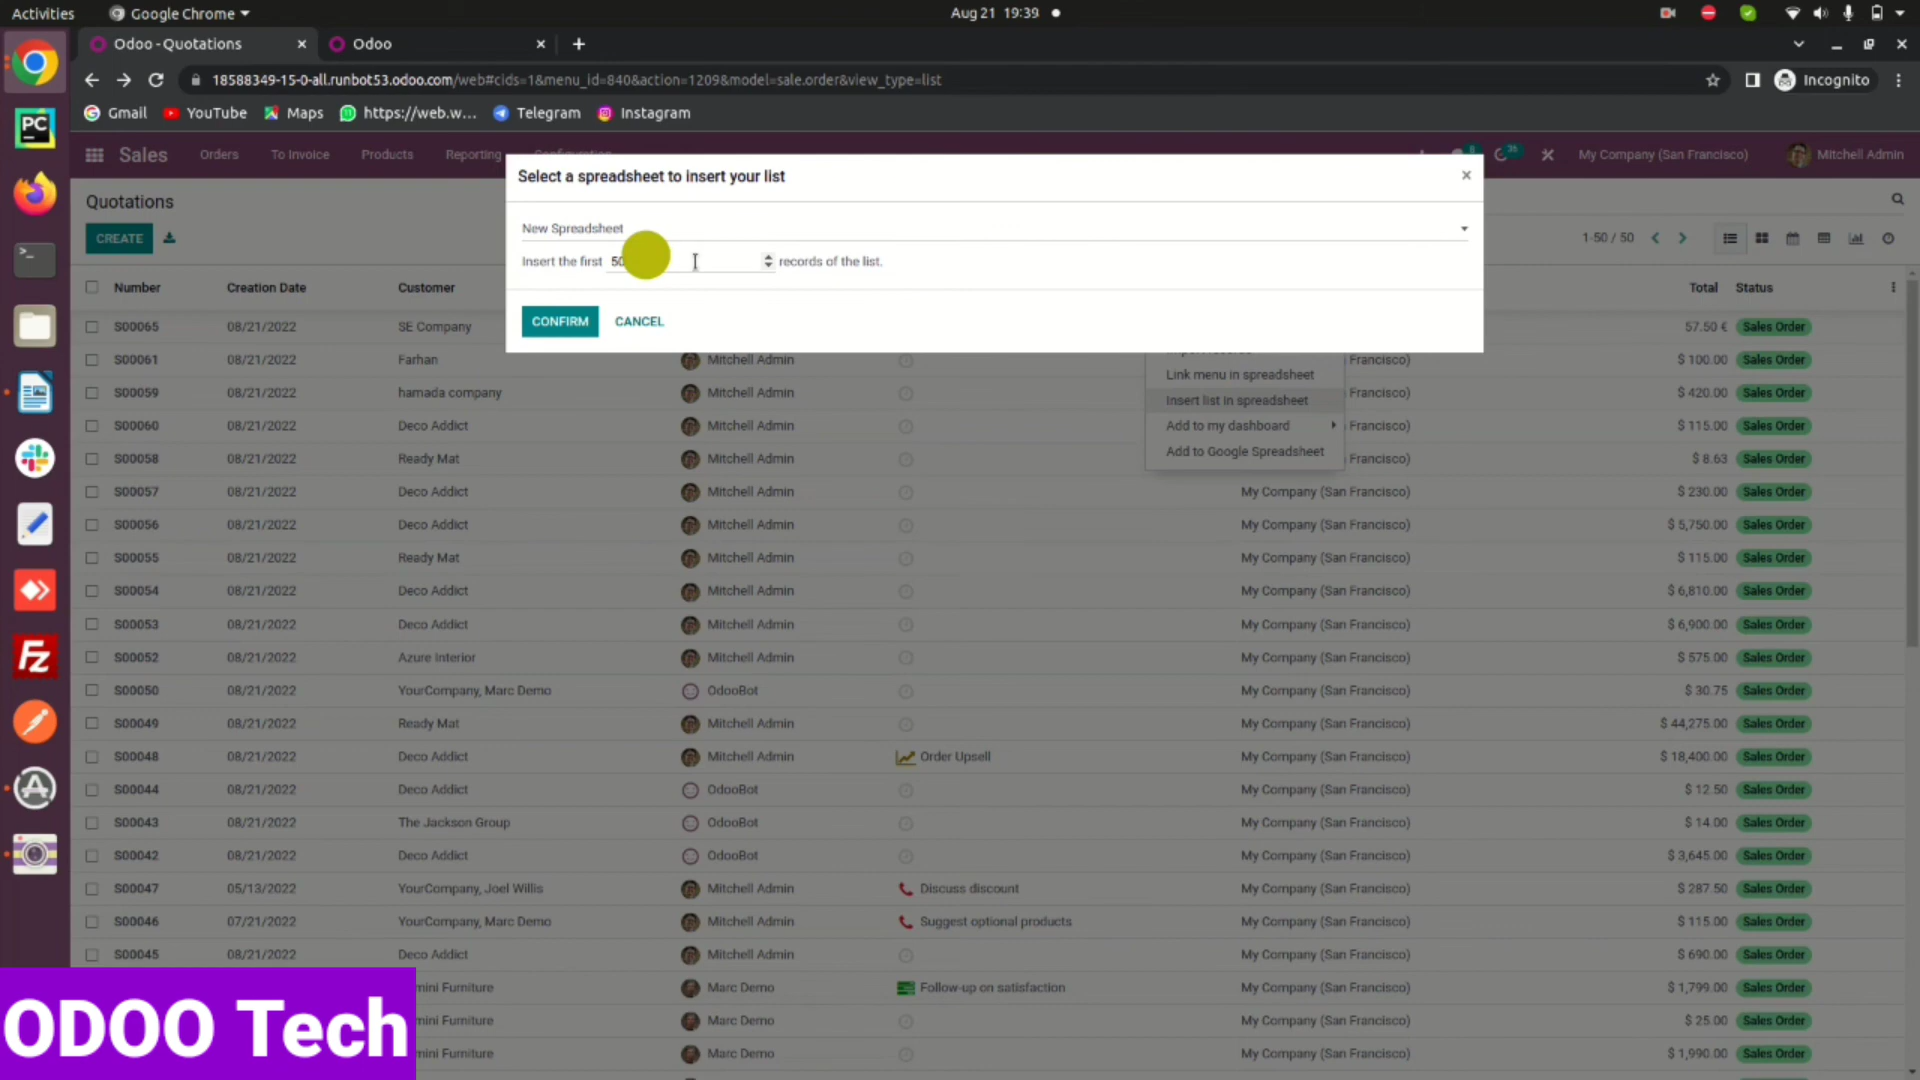 Activities Google Chrome Aug 21 19:39
Odoo - Quotations Odoo
18588349-15-0-all.runbot53.odoo.com/web#cids=1&menu_id=840&action=1209&model=sale.order&view_type=list Incognito
Gmail YouTube Maps https://web.w... Telegram Instagram
Sales Orders To Invoice Products Reporting Configuration 35 My Company (San Francisco) Mitchell Admin
Select a spreadsheet to insert your list
Quotations
New Spreadsheet
CREATE 1-50 / 50
Insert the first 50 records of the list.
Number Creation Date Customer Total Status
CONFIRM CANCEL
S00065 08/21/2022 SE Company 57.50 € Sales Order
S00061 08/21/2022 Farhan Mitchell Admin Francisco) $ 100.00 Sales Order
Link menu in spreadsheet
S00059 08/21/2022 hamada company Mitchell Admin Francisco) $ 420.00 Sales Order
Insert list in spreadsheet
S00060 08/21/2022 Deco Addict Mitchell Admin Add to my dashboard Francisco) $ 115.00 Sales Order
Add to Google Spreadsheet
S00058 08/21/2022 Ready Mat Mitchell Admin Francisco) $ 8.63 Sales Order
S00057 08/21/2022 Deco Addict Mitchell Admin My Company (San Francisco) $ 230.00 Sales Order
S00056 08/21/2022 Deco Addict Mitchell Admin My Company (San Francisco) $ 5,750.00 Sales Order
S00055 08/21/2022 Ready Mat Mitchell Admin My Company (San Francisco) $ 115.00 Sales Order
S00054 08/21/2022 Deco Addict Mitchell Admin My Company (San Francisco) $ 6,810.00 Sales Order
S00053 08/21/2022 Deco Addict Mitchell Admin My Company (San Francisco) $ 6,900.00 Sales Order
S00052 08/21/2022 Azure Interior Mitchell Admin My Company (San Francisco) $ 575.00 Sales Order
S00050 08/21/2022 YourCompany, Marc Demo OdooBot My Company (San Francisco) $ 30.75 Sales Order
S00049 08/21/2022 Ready Mat Mitchell Admin My Company (San Francisco) $ 44,275.00 Sales Order
S00048 08/21/2022 Deco Addict Mitchell Admin Order Upsell My Company (San Francisco) $ 18,400.00 Sales Order
S00044 08/21/2022 Deco Addict OdooBot My Company (San Francisco) $ 12.50 Sales Order
S00043 08/21/2022 The Jackson Group OdooBot My Company (San Francisco) $ 14.00 Sales Order
S00042 08/21/2022 Deco Addict OdooBot My Company (San Francisco) $ 3,645.00 Sales Order
S00047 05/13/2022 YourCompany, Joel Willis Mitchell Admin Discuss discount My Company (San Francisco) $ 287.50 Sales Order
S00046 07/21/2022 YourCompany, Marc Demo Mitchell Admin Suggest optional products My Company (San Francisco) $ 115.00 Sales Order
S00045 08/21/2022 Deco Addict Mitchell Admin My Company (San Francisco) $ 690.00 Sales Order
mini Furniture Marc Demo Follow-up on satisfaction My Company (San Francisco) $ 1,799.00 Sales Order
mini Furniture Marc Demo My Company (San Francisco) $ 25.00 Sales Order
mini Furniture Marc Demo My Company (San Francisco) $ 1,990.00 Sales Order
ODOO Tech
PC
>_
FZ